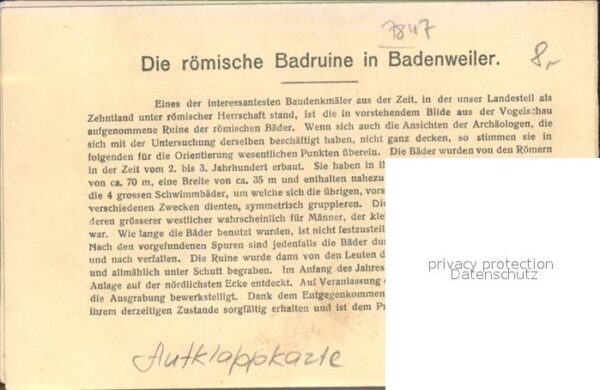 7847
Die römische Badruine in Badenweiler.
8,-
Eines der interessantesten Baudenkmäler aus der Zeit, in der unser Landesteil als
Zehntland unter römischer Herrschaft stand, ist die in vorstehendem Bilde aus der Vogelschau
aufgenommene Ruine der römischen Bäder. Wenn sich auch die Ansichten der Archäologen, die
sich mit der Untersuchung derselben beschäftigt haben, nicht ganz decken, so stimmen sie in
folgenden für die Orientierung wesentlichen Punkten überein. Die Bäder wurden von den Römern
in der Zeit vom 2. bis 3. Jahrhundert erbaut. Sie haben in
von ca. 70 m, eine Breite von ca. 35 m und enthalten nahezu
die 4 grossen Schwimmbäder, um welche sich die übrigen,
verschiedenen Zwecken dienten, symmetrisch gruppieren.
deren grösserer westlicher wahrscheinlich für Männer, der
war. Wie lange die Bäder benutzt wurden, ist nicht
Nach den vorgefundenen Spuren sind jedenfalls die Bäder
und nach verfallen. Die Ruine wurde dann von den Leuten
und allmählich unter Schutt begraben. Im Anfang des Jahres
Anlage auf der nördlichsten Ecke entdeckt. Auf Veranlassung
die Ausgrabung bewerkstelligt. Dank dem Entgegenkommen
ihrem derzeitigen Zustande sorgfältig erhalten und ist dem
privacy protection
Datenschutz
Aufklappkarte